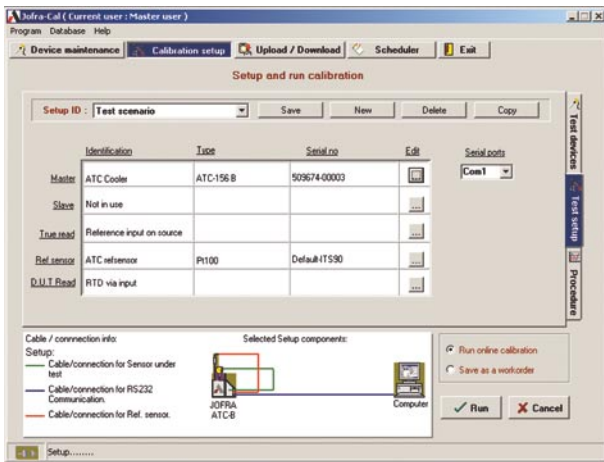 Jofra-Cal ( Current user : Master user )
Program Database Help
Device maintenance Calibration setup Upload / Download Scheduler Exit
Setup and run calibration
Setup ID : Test scenario Save New Delete Copy
Identification Type Serial no Edit Serial ports
Master ATC Cooler ATC-156 B 509674-00003 ... Com1
Slave Not in use ...
True read Reference input on source ...
Ref.sensor ATC refsensor Pt100 Default-ITS90 ...
D.U.T Read RTD via input ...
Test devices
Test setup
Procedure
Cable / connnection info: Selected Setup components:
Setup:
Cable/connection for Sensor under
test
Cable/connection for RS232
Communication.
Cable/connection for Ref. sensor.
JOFRA
ATC-B
Computer
Run online calibration
Save as a workorder
Run Cancel
Setup........